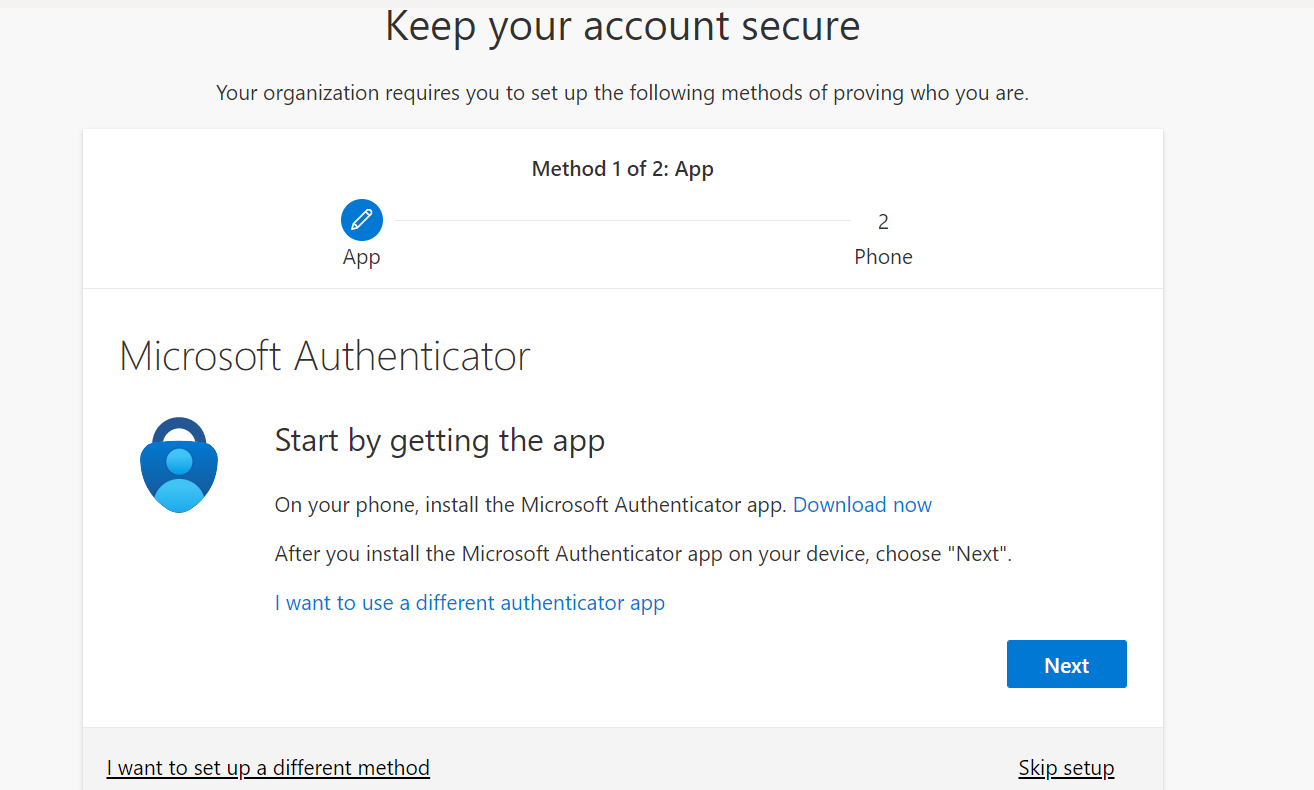 Keep your account secure
Your organization requires you to set up the following methods of proving who you are.
Method 1 of 2: App
2
App
Phone
Microsoft Authenticator
Start by getting the app
On your phone, install the Microsoft Authenticator app. Download now
After you install the Microsoft Authenticator app on your device, choose "Next".
I want to use a different authenticator app
Next
I want to set up a different method
Skip setup